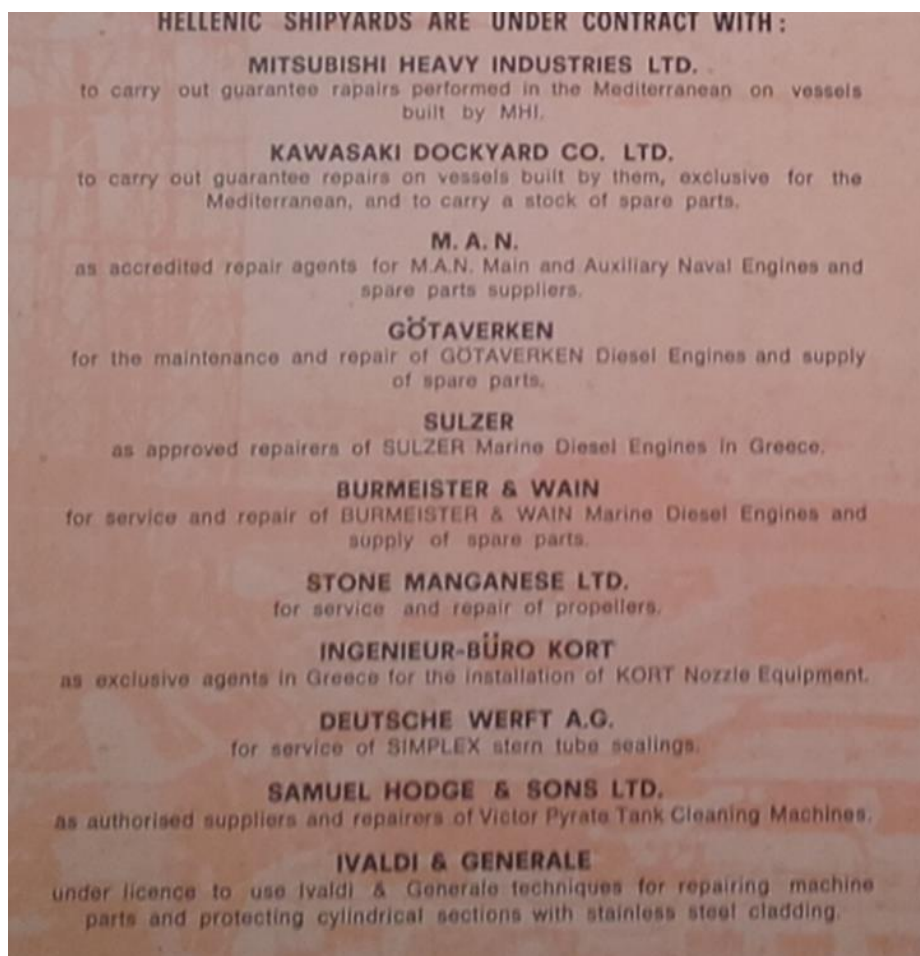 HELLENIC SHIPYARDS ARE UNDER CONTRACT WITH:
MITSUBISHI HEAVY INDUSTRIES LTD.
to carry out guarantee rapairs performed in the Mediterranean on vessels
built by MHI.
KAWASAKI DOCKYARD CO. LTD.
to carry out guarantee repairs on vessels built by them, exclusive for the
Mediterranean, and to carry a stock of spare parts.
M. A. N.
as accredited repair agents for M.A.N. Main and Auxiliary Naval Engines and
spare parts suppliers.
GÖTAVERKEN
for the maintenance and repair of GÖTAVERKEN Diesel Engines and supply
of spare parts.
SULZER
as approved repairers of SULZER Marine Diesel Engines in Greece.
BURMEISTER & WAIN
for service and repair of BURMEISTER & WAIN Marine Diesel Engines and
supply of spare parts.
STONE MANGANESE LTD.
for service and repair of propellers.
INGENIEUR-BÜRO KORT
as exclusive agents in Greece for the installation of KORT Nozzle Equipment.
DEUTSCHE WERFT A.G.
for service of SIMPLEX stern tube sealings.
SAMUEL HODGE & SONS LTD.
as authorised suppliers and repairers of Victor Pyrate Tank Cleaning Machines.
IVALDI & GENERALE
under licence to use Ivaldi & Generale techniques for repairing machine
parts and protecting cylindrical sections with stainless steel cladding.